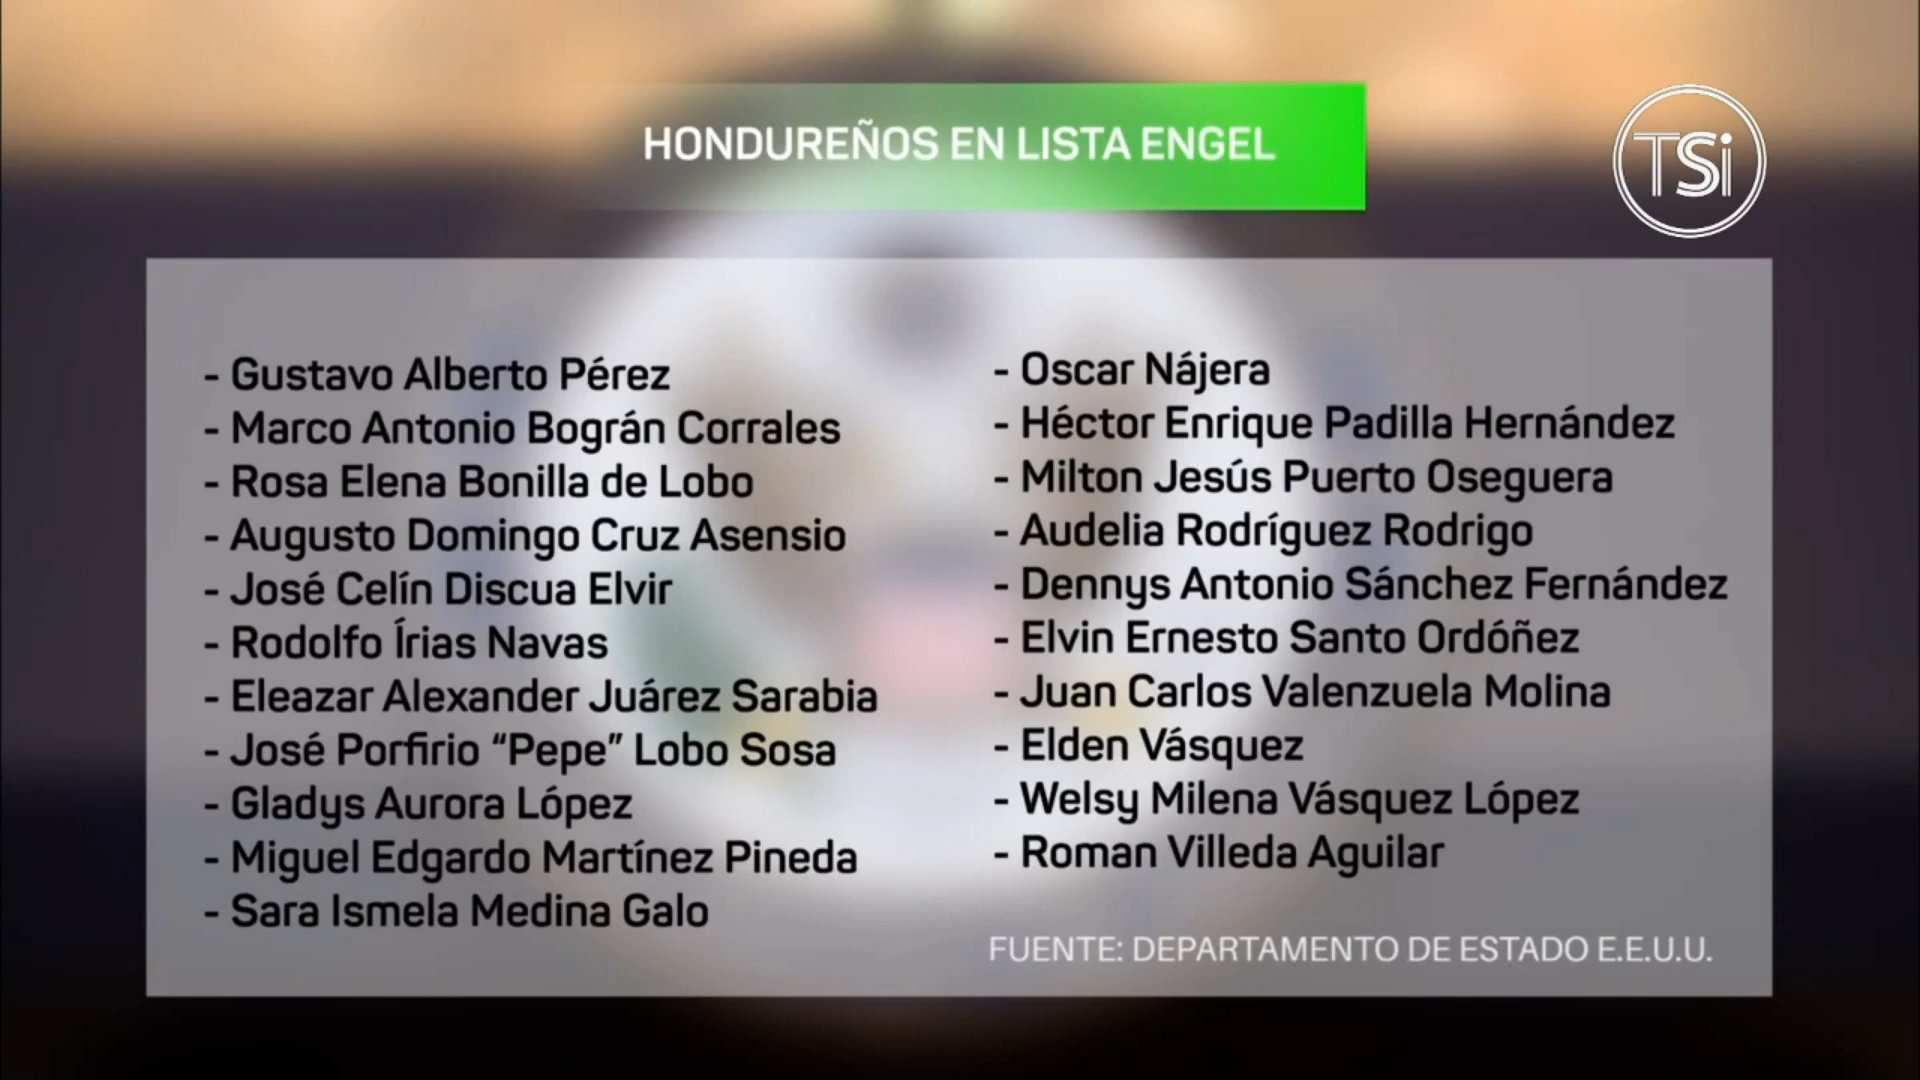 HONDUREÑOS EN LISTA ENGEL
TSi
- Gustavo Alberto Pérez
- Marco Antonio Bográn Corrales
- Rosa Elena Bonilla de Lobo
- Augusto Domingo Cruz Asensio
- José Celín Discua Elvir
- Rodolfo Írias Navas
- Eleazar Alexander Juárez Sarabia
- José Porfirio “Pepe” Lobo Sosa
- Gladys Aurora López
- Miguel Edgardo Martínez Pineda
- Sara Ismela Medina Galo
- Oscar Nájera
- Héctor Enrique Padilla Hernández
- Milton Jesús Puerto Oseguera
- Audelia Rodríguez Rodrigo
- Dennys Antonio Sánchez Fernández
- Elvin Ernesto Santo Ordóñez
- Juan Carlos Valenzuela Molina
- Elden Vásquez
- Welsy Milena Vásquez López
- Roman Villeda Aguilar
FUENTE: DEPARTAMENTO DE ESTADO E.E.U.U.